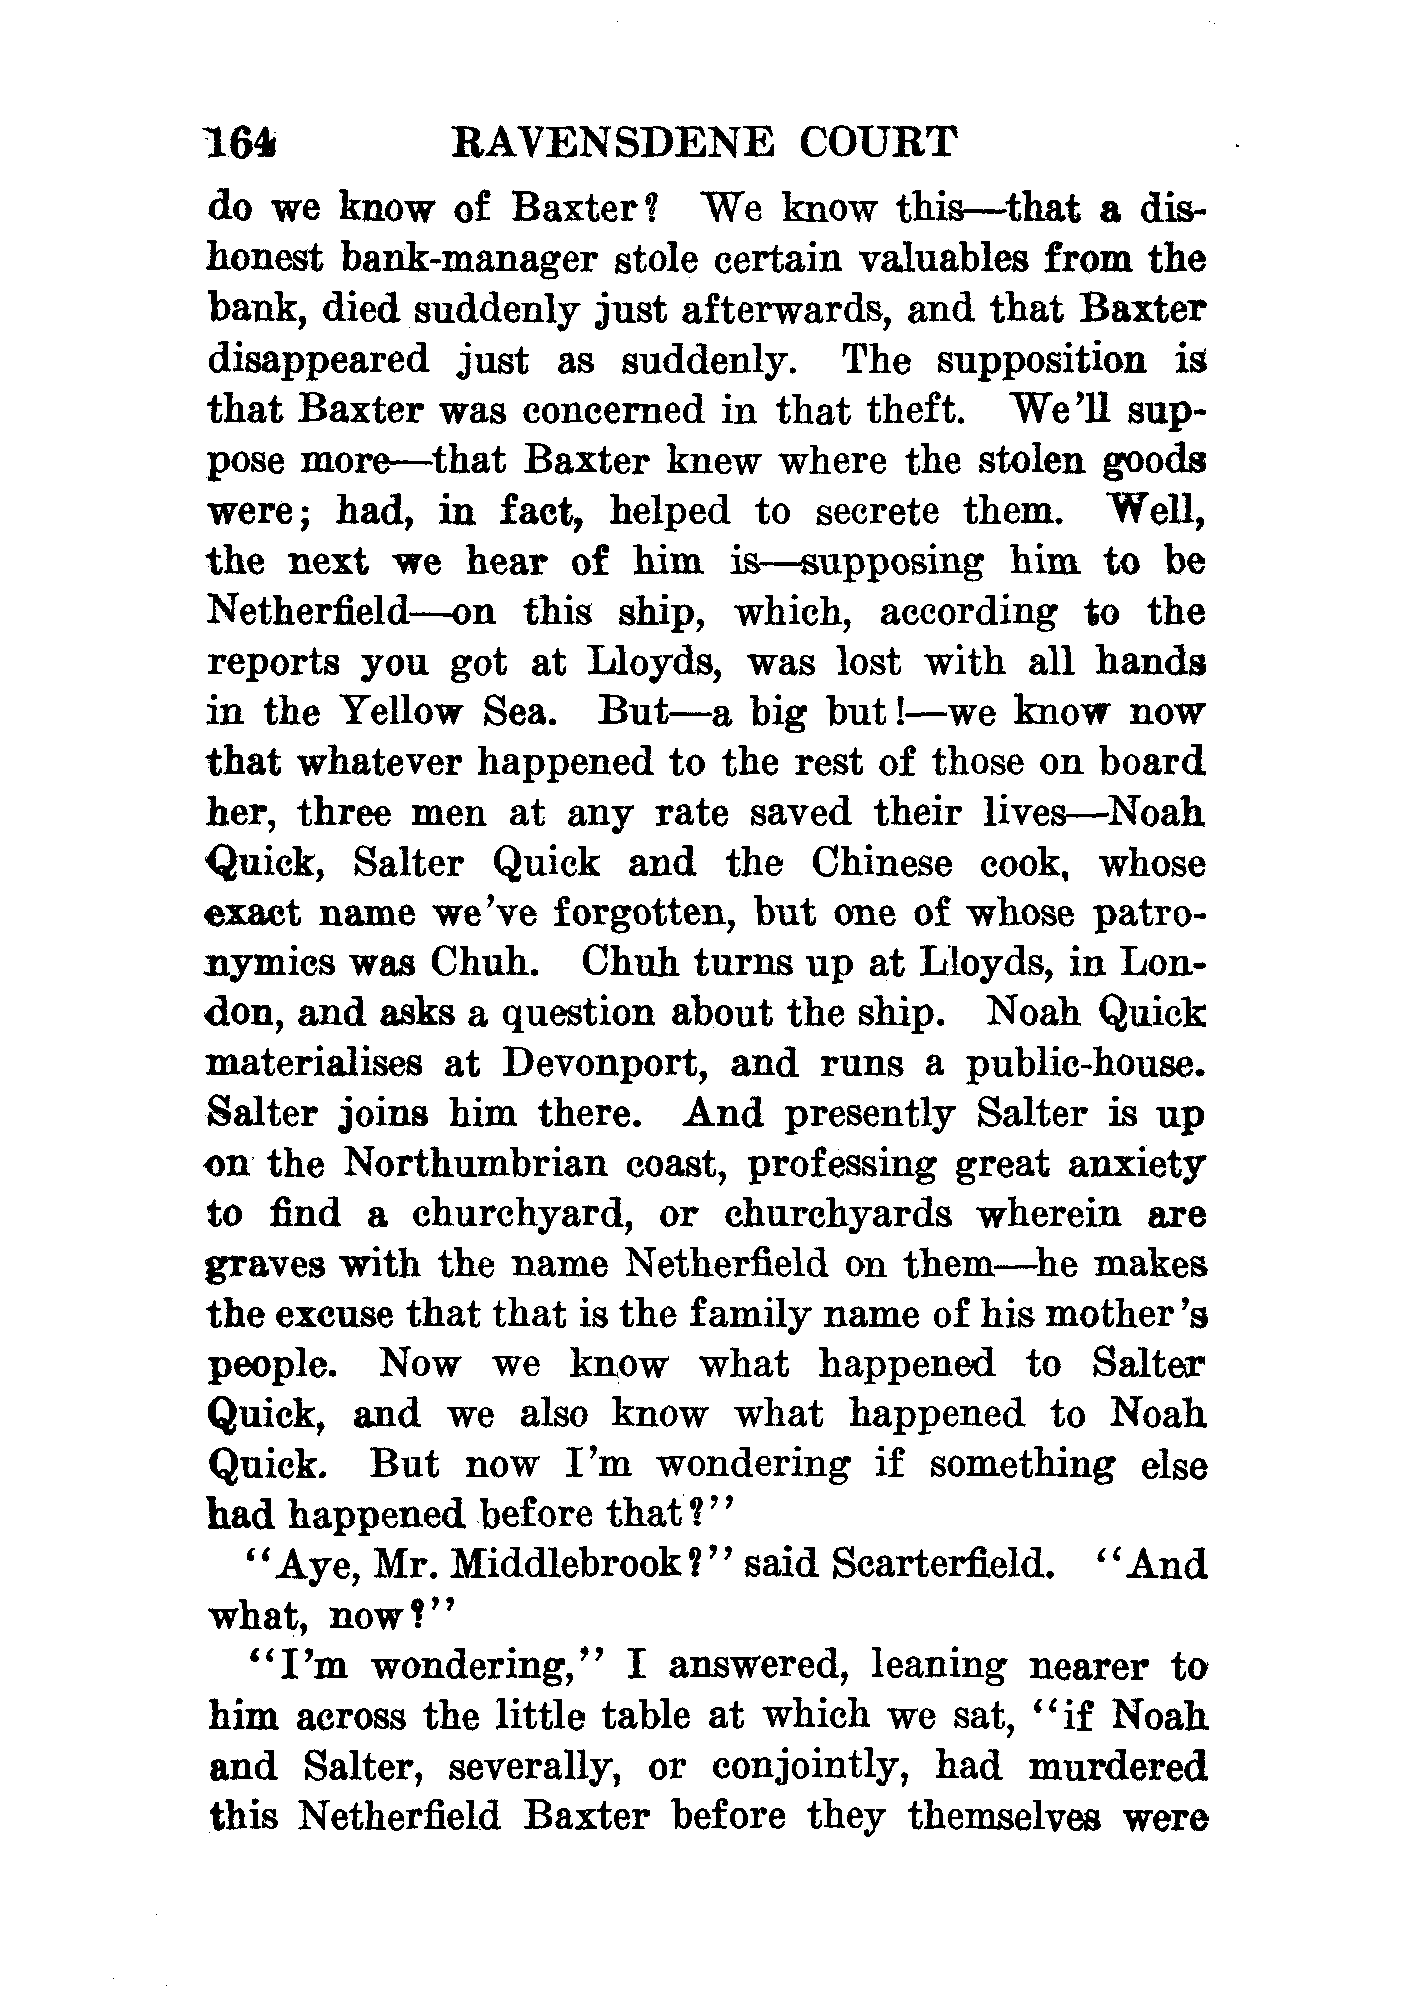 164 RAVENSDENE COURT
do we know of Baxter? We know this—that a dis-
honest bank-manager stole certain valuables from the
bank, died suddenly just afterwards, and that Baxter
disappeared just as suddenly. The supposition is
that Baxter was concerned in that theft. We'll sup-
pose more—that Baxter knew where the stolen goods
were; had, in fact, helped to secrete them. Well,
the next we hear of him is—supposing him to be
Netherfield—on this ship, which, according to the
reports you got at Lloyds, was lost with all hands
in the Yellow Sea. But—a big but!—we know now
that whatever happened to the rest of those on board
her, three men at any rate saved their lives—Noah
Quick, Salter Quick and the Chinese cook, whose
exact name we've forgotten, but one of whose patro-
nymics was Chuh. Chuh turns up at Lloyds, in Lon-
don, and asks a question about the ship. Noah Quick
materialises at Devonport, and runs a public-house.
Salter joins him there. And presently Salter is up
on the Northumbrian coast, professing great anxiety
to find a churchyard, or churchyards wherein are
graves with the name Netherfield on them—he makes
the excuse that that is the family name of his mother's
people. Now we know what happened to Salter
Quick, and we also know what happened to Noah
Quick. But now I'm wondering if something else
had happened before that?"
"Aye, Mr. Middlebrook?" said Scarterfield. "And
what, now?"
"I'm wondering," I answered, leaning nearer to
him across the little table at which we sat, "if Noah
and Salter, severally, or conjointly, had murdered
this Netherfield Baxter before they themselves were